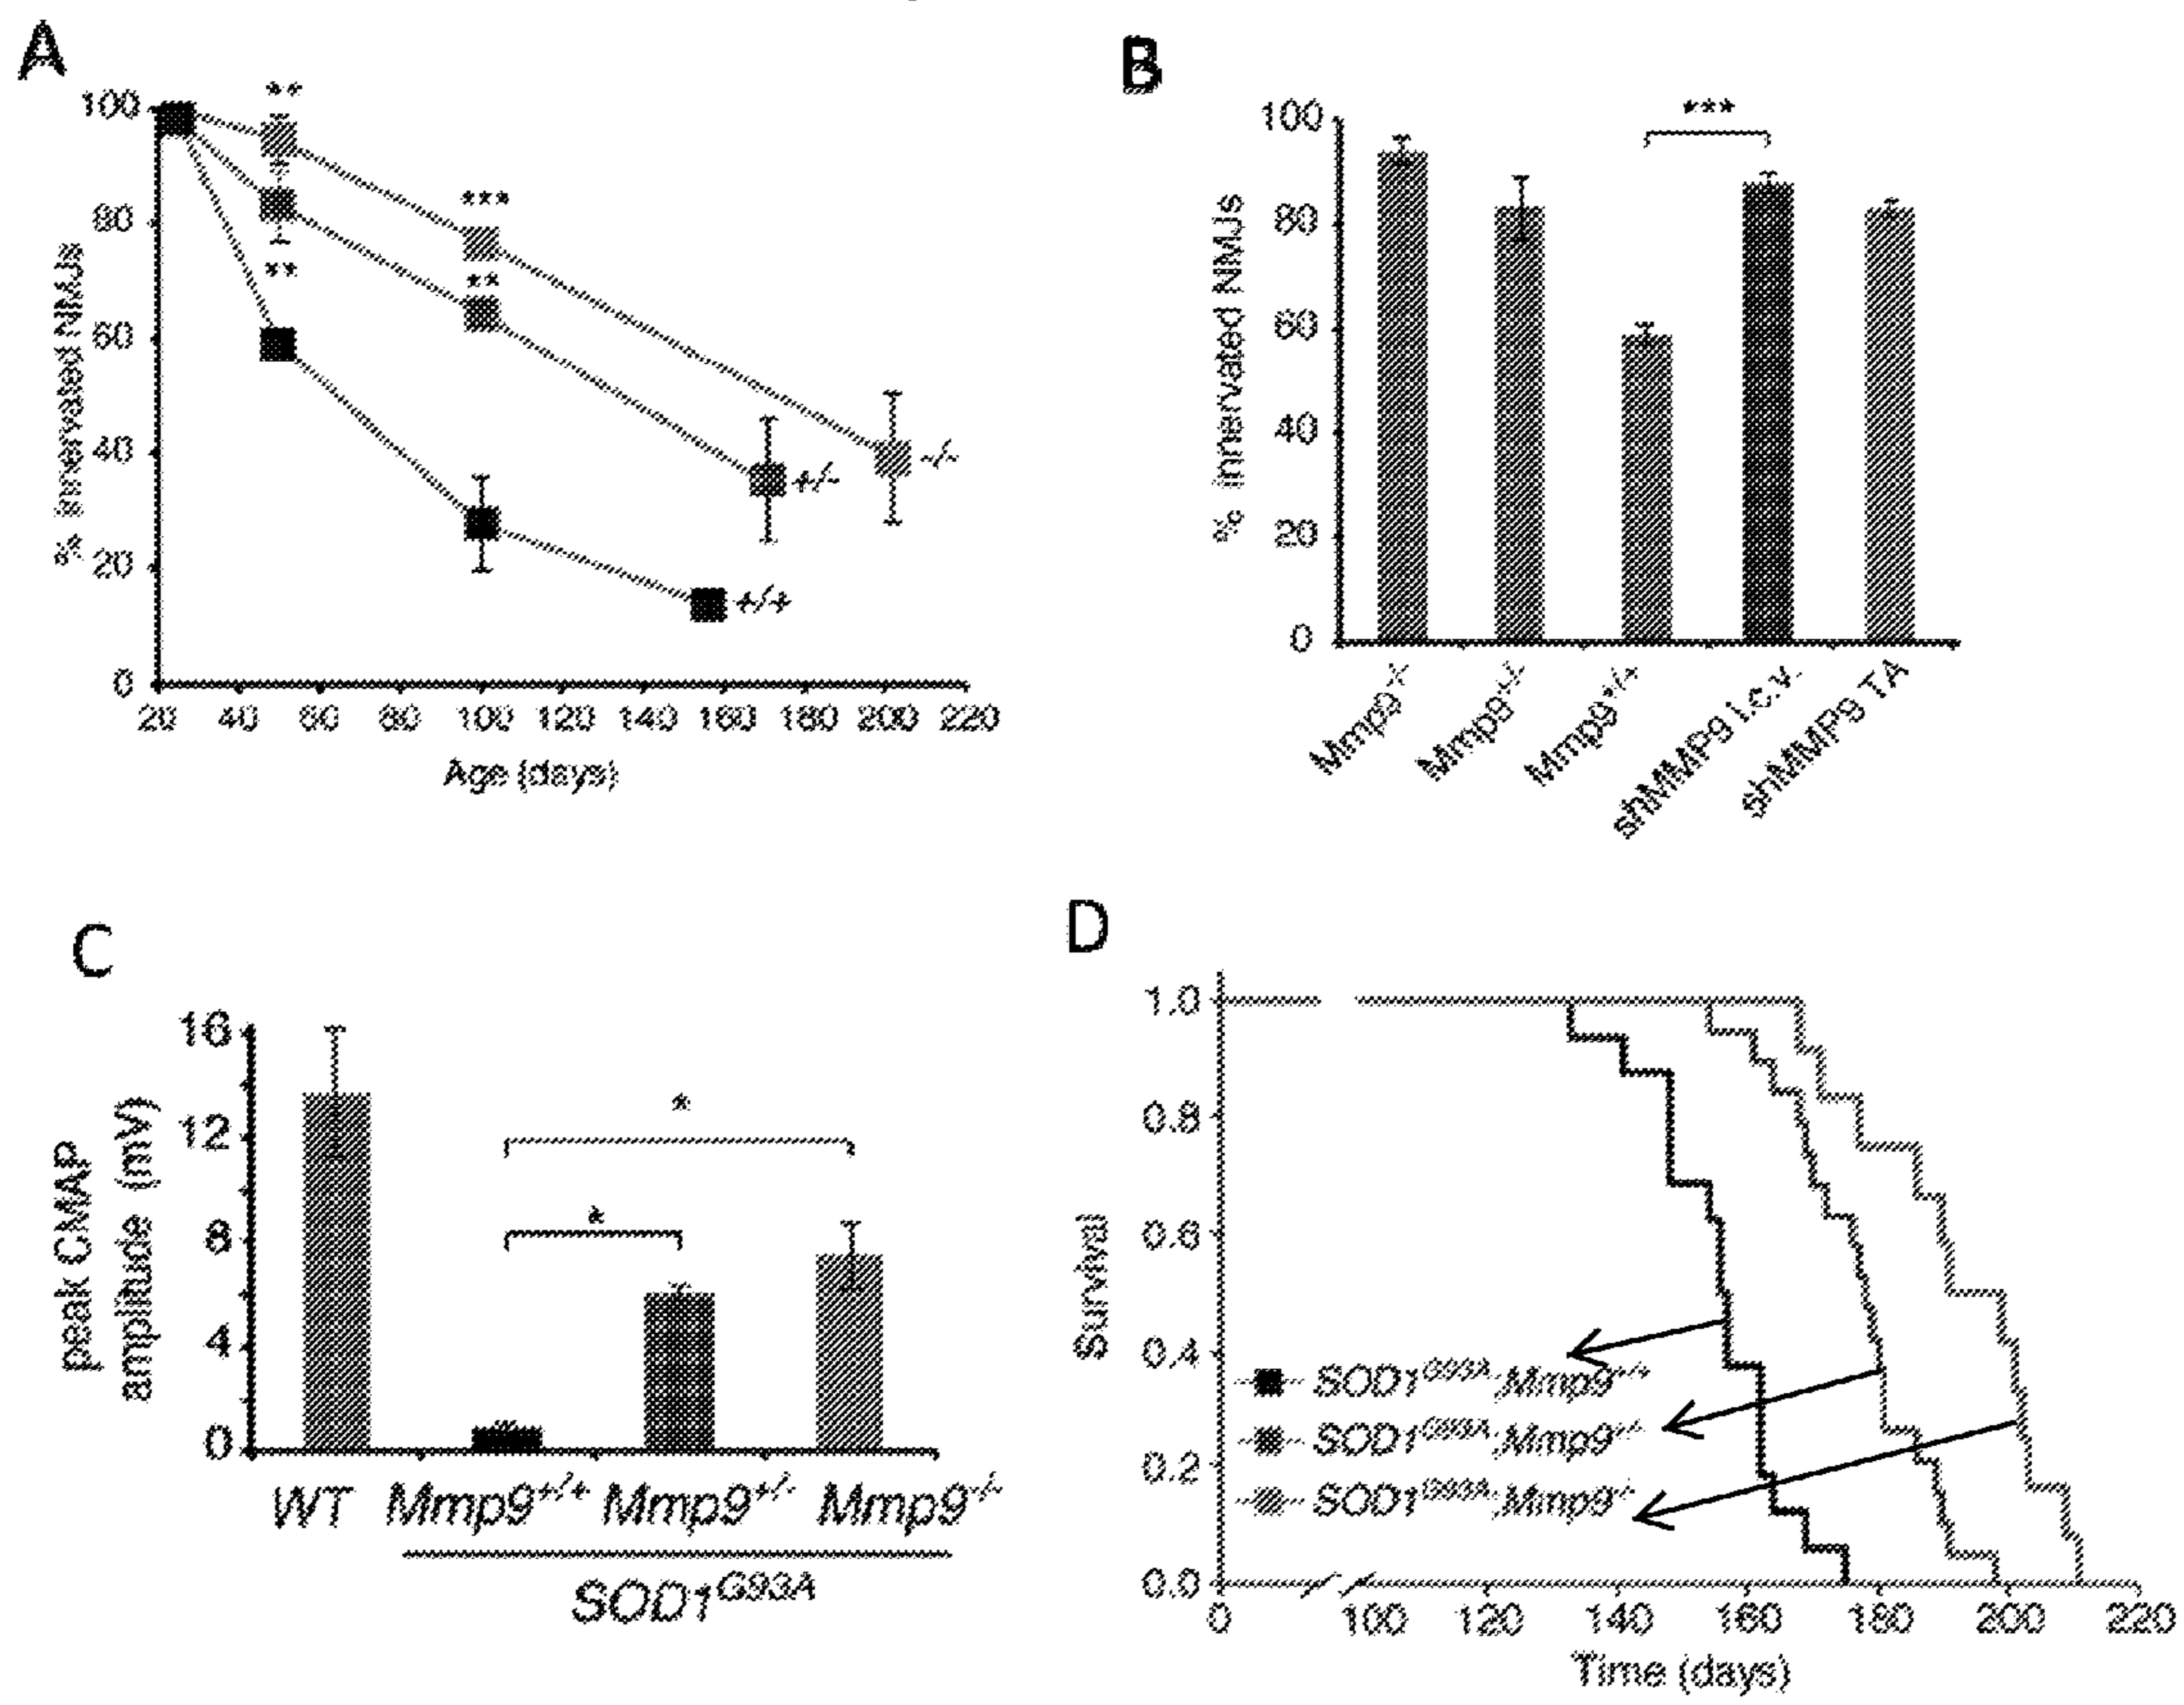 A
100
80
60
40
20
0
% innervated NMJs
**
**
***
**
-/-
+/-
+/+
20 40 60 80 100 120 140 160 180 200 220
Age (days)
B
100
80
60
40
20
0
% innervated NMJs
***
Mmp9-/-
Mmp9+/-
Mmp9+/+
shMMP9 i.c.v.
shMMP9 TA
C
16
12
8
4
0
peak CMAP
amplitude (mV)
*
*
WT Mmp9+/+ Mmp9+/- Mmp9-/-
SOD1G93A
D
1.0
0.8
0.6
0.4
0.2
0.0
Survival
SOD1G93A;Mmp9+/+
SOD1G93A;Mmp9+/-
SOD1G93A;Mmp9-/-
0 100 120 140 160 180 200 220
Time (days)